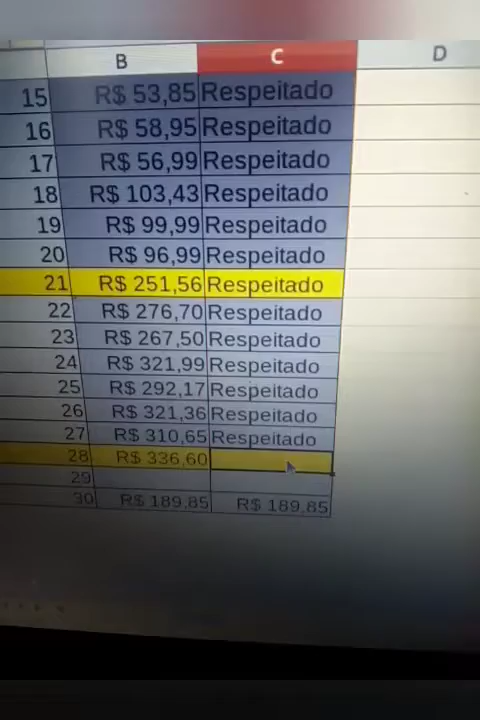 B C D
15 R$ 53,85 Respeitado
16 R$ 58,95 Respeitado
17 R$ 56,99 Respeitado
18 R$ 103,43 Respeitado
19 R$ 99,99 Respeitado
20 R$ 96,99 Respeitado
21 R$ 251,56 Respeitado
22 R$ 276,70 Respeitado
23 R$ 267,50 Respeitado
24 R$ 321,99 Respeitado
25 R$ 292,17 Respeitado
26 R$ 321,36 Respeitado
27 R$ 310,65 Respeitado
28 R$ 336,60
29
30 R$ 189,85 R$ 189,85